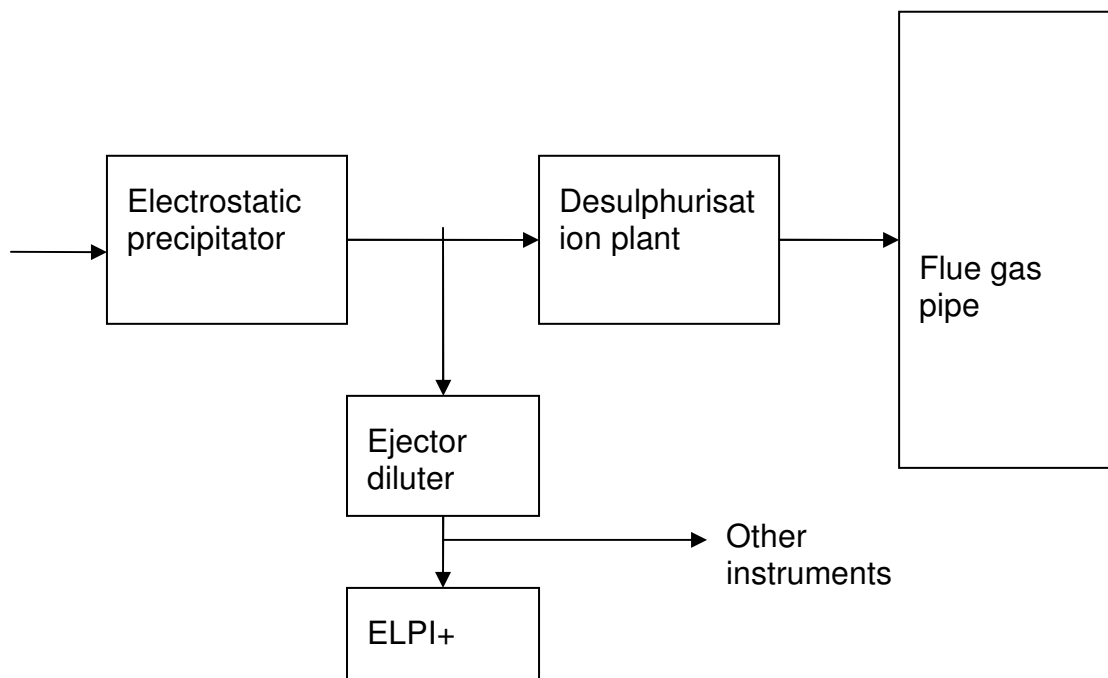 Electrostatic
precipitator
Desulphurisat
ion plant
Flue gas
pipe
Ejector
diluter
Other
instruments
ELPI+